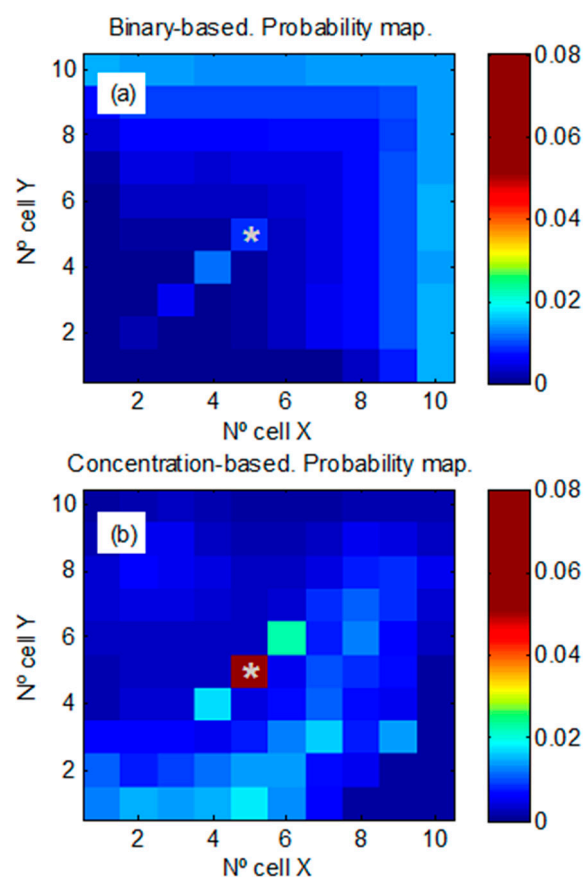 Binary-based. Probability map.
(a)
*
10
8
6
4
2
Nº cell Y
2 4 6 8 10
Nº cell X
0.08
0.06
0.04
0.02
0
Concentration-based. Probability map.
(b)
*
10
8
6
4
2
Nº cell Y
2 4 6 8 10
Nº cell X
0.08
0.06
0.04
0.02
0